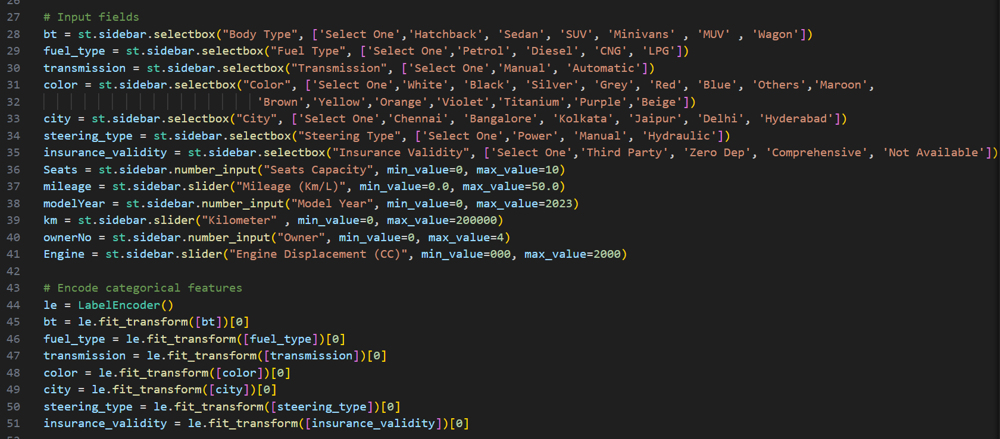 26
27 # Input fields
28 bt = st.sidebar.selectbox("Body Type", ['Select One','Hatchback', 'Sedan', 'SUV', 'Minivans' , 'MUV' , 'Wagon'])
29 fuel_type = st.sidebar.selectbox("Fuel Type", ['Select One','Petrol', 'Diesel', 'CNG', 'LPG'])
30 transmission = st.sidebar.selectbox("Transmission", ['Select One','Manual', 'Automatic'])
31 color = st.sidebar.selectbox("Color", ['Select One','White', 'Black', 'Silver', 'Grey', 'Red', 'Blue', 'Others','Maroon',
32 'Brown','Yellow','Orange','Violet','Titanium','Purple','Beige'])
33 city = st.sidebar.selectbox("City", ['Select One','Chennai', 'Bangalore', 'Kolkata', 'Jaipur', 'Delhi', 'Hyderabad'])
34 steering_type = st.sidebar.selectbox("Steering Type", ['Select One','Power', 'Manual', 'Hydraulic'])
35 insurance_validity = st.sidebar.selectbox("Insurance Validity", ['Select One','Third Party', 'Zero Dep', 'Comprehensive', 'Not Available'])
36 Seats = st.sidebar.number_input("Seats Capacity", min_value=0, max_value=10)
37 mileage = st.sidebar.slider("Mileage (Km/L)", min_value=0.0, max_value=50.0)
38 modelYear = st.sidebar.number_input("Model Year", min_value=0, max_value=2023)
39 km = st.sidebar.slider("Kilometer" , min_value=0, max_value=200000)
40 ownerNo = st.sidebar.number_input("Owner", min_value=0, max_value=4)
41 Engine = st.sidebar.slider("Engine Displacement (CC)", min_value=000, max_value=2000)
42
43 # Encode categorical features
44 le = LabelEncoder()
45 bt = le.fit_transform([bt])[0]
46 fuel_type = le.fit_transform([fuel_type])[0]
47 transmission = le.fit_transform([transmission])[0]
48 color = le.fit_transform([color])[0]
49 city = le.fit_transform([city])[0]
50 steering_type = le.fit_transform([steering_type])[0]
51 insurance_validity = le.fit_transform([insurance_validity])[0]